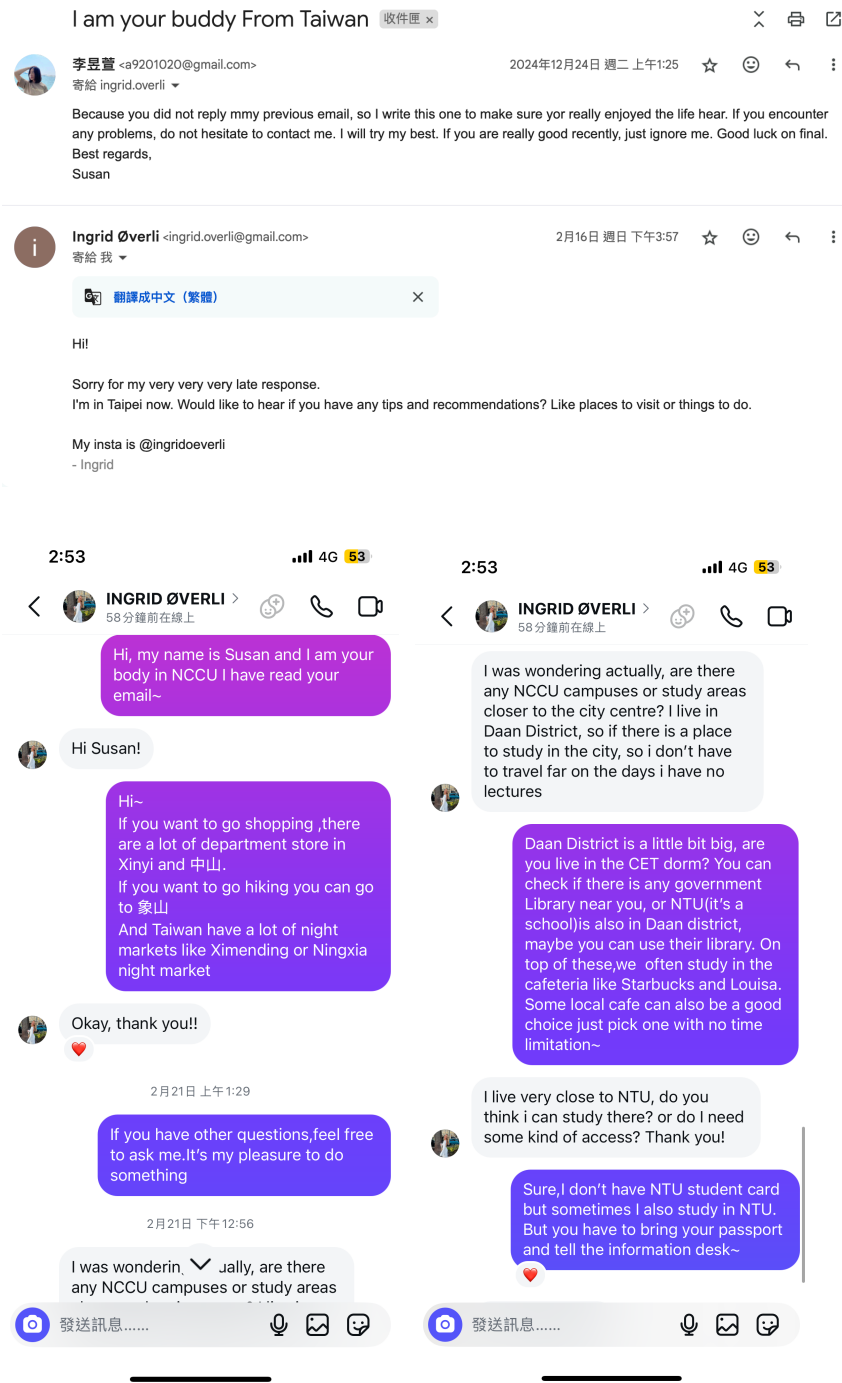 I am your buddy From Taiwan 收件匣 ×
李昱萱 <a9201020@gmail.com> 2024年12月24日 週二 上午1:25
寄給 ingrid.overli
Because you did not reply mmy previous email, so I write this one to make sure yor really enjoyed the life hear. If you encounter
any problems, do not hesitate to contact me. I will try my best. If you are really good recently, just ignore me. Good luck on final.
Best regards,
Susan
i
Ingrid Øverli <ingrid.overli@gmail.com> 2月16日 週日 下午3:57
寄給 我
翻譯成中文（繁體）
Hi!
Sorry for my very very very late response.
I'm in Taipei now. Would like to hear if you have any tips and recommendations? Like places to visit or things to do.
My insta is @ingridoeverli
- Ingrid
2:53 4G 53
INGRID ØVERLI
58分鐘前在線上
Hi, my name is Susan and I am your
body in NCCU I have read your
email~
Hi Susan!
Hi~
If you want to go shopping ,there
are a lot of department store in
Xinyi and 中山.
If you want to go hiking you can go
to 象山
And Taiwan have a lot of night
markets like Ximending or Ningxia
night market
Okay, thank you!!
2月21日 上午1:29
If you have other questions,feel free
to ask me.It's my pleasure to do
something
2月21日 下午12:56
I was wonderin ually, are there
any NCCU campuses or study areas
發送訊息......
2:53 4G 53
INGRID ØVERLI
58分鐘前在線上
I was wondering actually, are there
any NCCU campuses or study areas
closer to the city centre? I live in
Daan District, so if there is a place
to study in the city, so i don't have
to travel far on the days i have no
lectures
Daan District is a little bit big, are
you live in the CET dorm? You can
check if there is any government
Library near you, or NTU(it's a
school)is also in Daan district,
maybe you can use their library. On
top of these,we often study in the
cafeteria like Starbucks and Louisa.
Some local cafe can also be a good
choice just pick one with no time
limitation~
I live very close to NTU, do you
think i can study there? or do I need
some kind of access? Thank you!
Sure,I don't have NTU student card
but sometimes I also study in NTU.
But you have to bring your passport
and tell the information desk~
發送訊息......